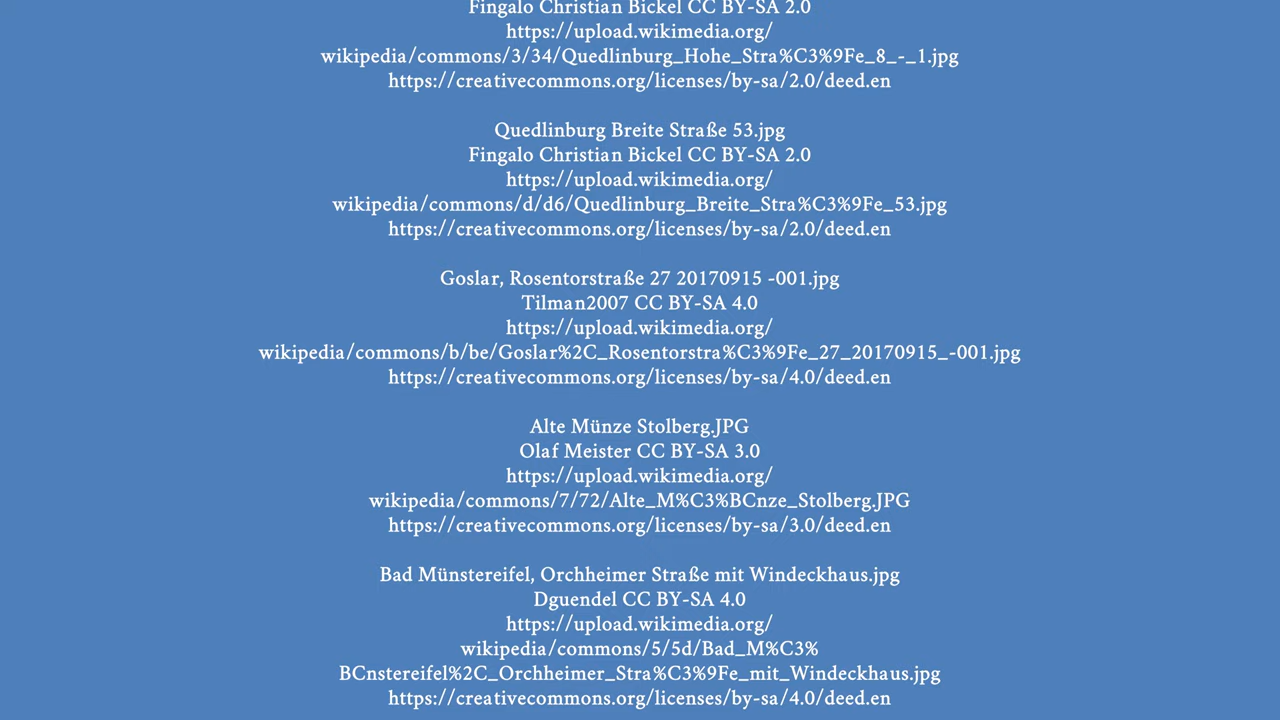 Fingalo Christian Bickel CC BY-SA 2.0
https://upload.wikimedia.org/
wikipedia/commons/3/34/Quedlinburg_Hohe_Stra%C3%9Fe_8_-_1.jpg
https://creativecommons.org/licenses/by-sa/2.0/deed.en
Quedlinburg Breite Straße 53.jpg
Fingalo Christian Bickel CC BY-SA 2.0
https://upload.wikimedia.org/
wikipedia/commons/d/d6/Quedlinburg_Breite_Stra%C3%9Fe_53.jpg
https://creativecommons.org/licenses/by-sa/2.0/deed.en
Goslar, Rosentorstraße 27 20170915 -001.jpg
Tilman2007 CC BY-SA 4.0
https://upload.wikimedia.org/
wikipedia/commons/b/be/Goslar%2C_Rosentorstra%C3%9Fe_27_20170915_-001.jpg
https://creativecommons.org/licenses/by-sa/4.0/deed.en
Alte Münze Stolberg.JPG
Olaf Meister CC BY-SA 3.0
https://upload.wikimedia.org/
wikipedia/commons/7/72/Alte_M%C3%BCnze_Stolberg.JPG
https://creativecommons.org/licenses/by-sa/3.0/deed.en
Bad Münstereifel, Orchheimer Straße mit Windeckhaus.jpg
Dguendel CC BY-SA 4.0
https://upload.wikimedia.org/
wikipedia/commons/5/5d/Bad_M%C3%
BCnstereifel%2C_Orchheimer_Stra%C3%9Fe_mit_Windeckhaus.jpg
https://creativecommons.org/licenses/by-sa/4.0/deed.en